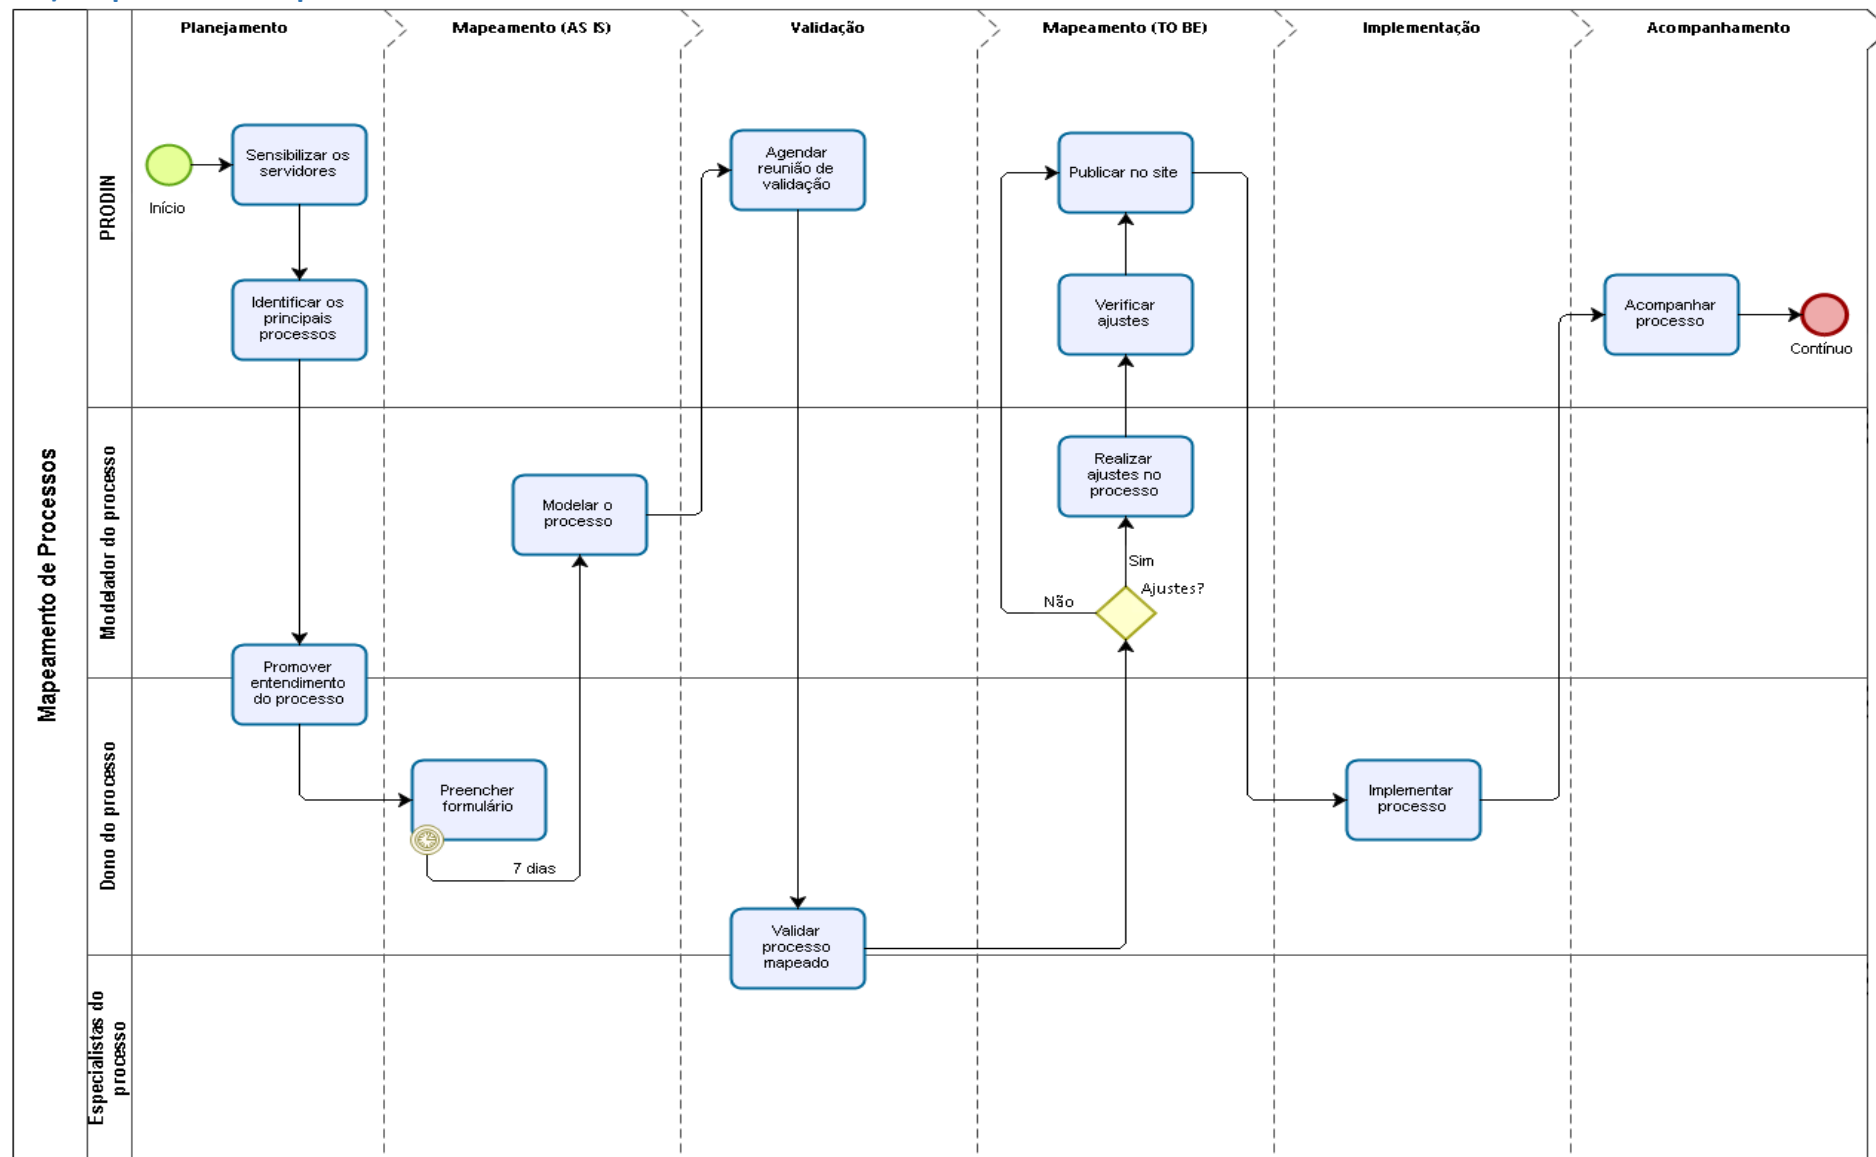 Planejamento
Mapeamento (AS IS)
Validação
Mapeamento (TO BE)
Implementação
Acompanhamento
Mapeamento de Processos
PRODIN
Início
Sensibilizar os
servidores
Identificar os
principais
processos
Agendar
reunião de
validação
Publicar no site
Verificar
ajustes
Acompanhar
processo
Contínuo
Modelador do processo
Modelar o
processo
Realizar
ajustes no
processo
Sim
Ajustes?
Não
Promover
entendimento
do processo
Dono do processo
Preencher
formulário
7 dias
Implementar
processo
Validar
processo
mapeado
Especialistas do
processo